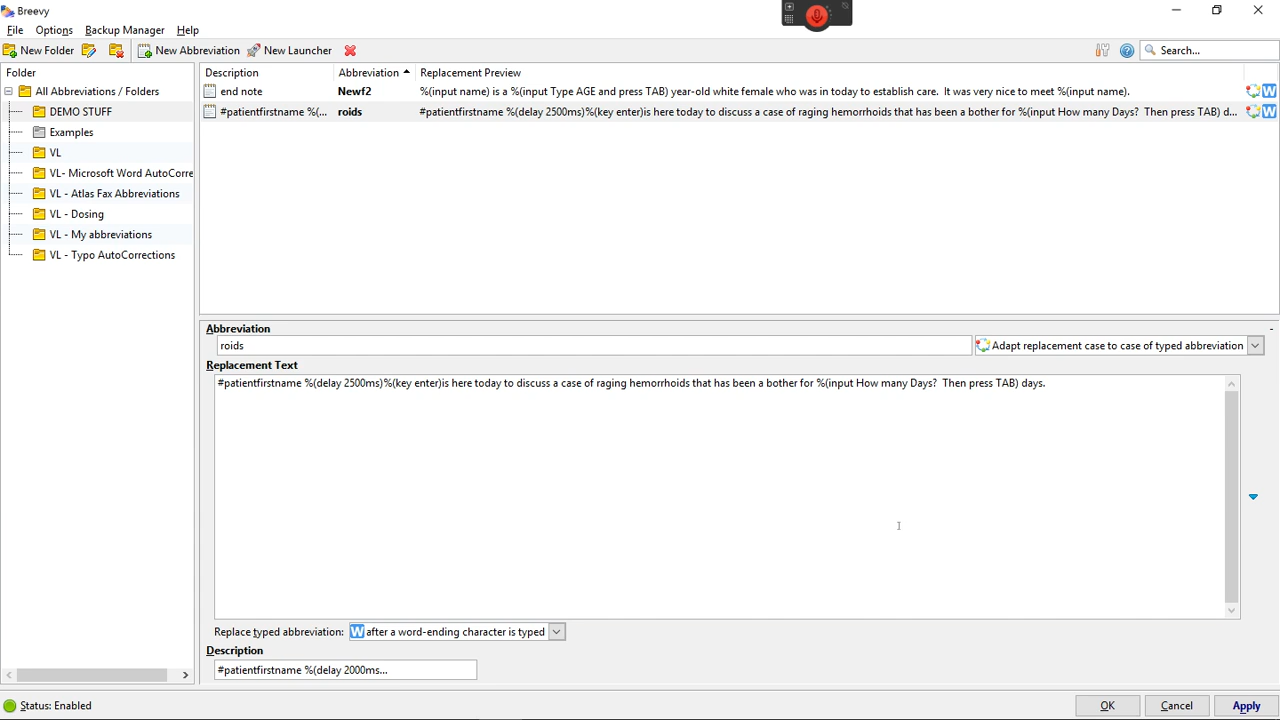 Breevy
File Options Backup Manager Help
New Folder New Abbreviation New Launcher Search...
Folder Description Abbreviation Replacement Preview
All Abbreviations / Folders end note Newf2 %(input name) is a %(input Type AGE and press TAB) year-old white female who was in today to establish care. It was very nice to meet %(input name).
DEMO STUFF #patientfirstname %(... roids #patientfirstname %(delay 2500ms)%(key enter)is here today to discuss a case of raging hemorrhoids that has been a bother for %(input How many Days? Then press TAB) d...
Examples
VL
VL- Microsoft Word AutoCorre
VL - Atlas Fax Abbreviations
VL - Dosing
VL - My abbreviations
VL - Typo AutoCorrections
Abbreviation
roids Adapt replacement case to case of typed abbreviation
Replacement Text
#patientfirstname %(delay 2500ms)%(key enter)is here today to discuss a case of raging hemorrhoids that has been a bother for %(input How many Days? Then press TAB) days.
Replace typed abbreviation: W after a word-ending character is typed
Description
#patientfirstname %(delay 2000ms...
Status: Enabled OK Cancel Apply